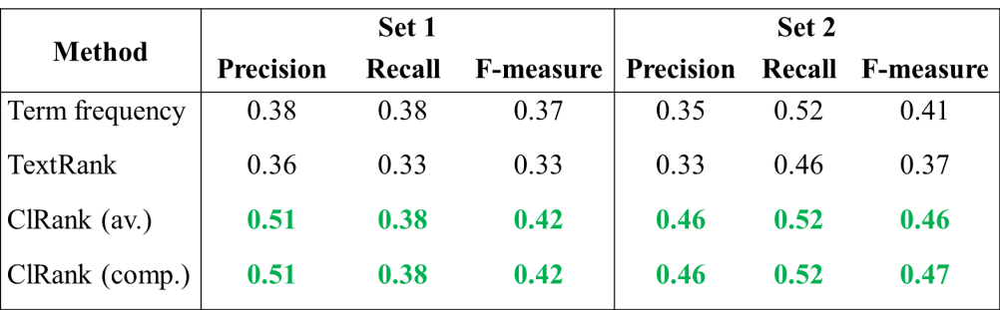 Method Set 1 Set 2
Precision Recall F-measure Precision Recall F-measure
Term frequency 0.38 0.38 0.37 0.35 0.52 0.41
TextRank 0.36 0.33 0.33 0.33 0.46 0.37
ClRank (av.) 0.51 0.38 0.42 0.46 0.52 0.46
ClRank (comp.) 0.51 0.38 0.42 0.46 0.52 0.47